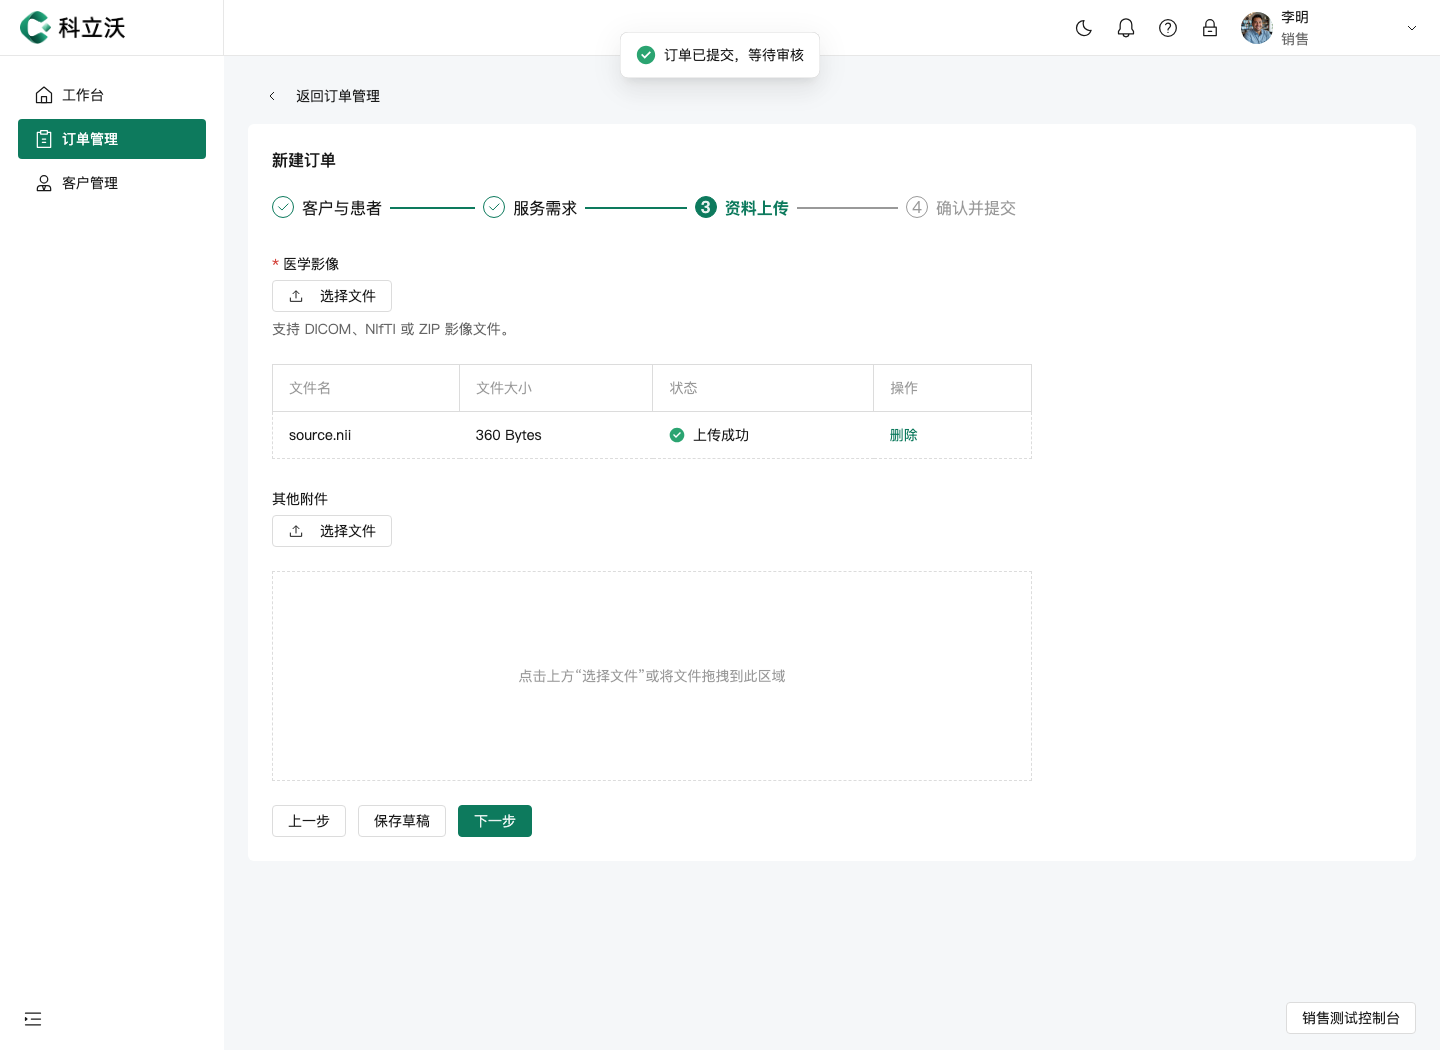 科立沃
李明
销售
订单已提交，等待审核
工作台
订单管理
客户管理
返回订单管理
新建订单
客户与患者
服务需求
3 资料上传
4 确认并提交
* 医学影像
选择文件
支持 DICOM、NIfTI 或 ZIP 影像文件。
文件名 文件大小 状态 操作
source.nii 360 Bytes 上传成功 删除
其他附件
选择文件
点击上方“选择文件”或将文件拖拽到此区域
上一步 保存草稿 下一步
销售测试控制台